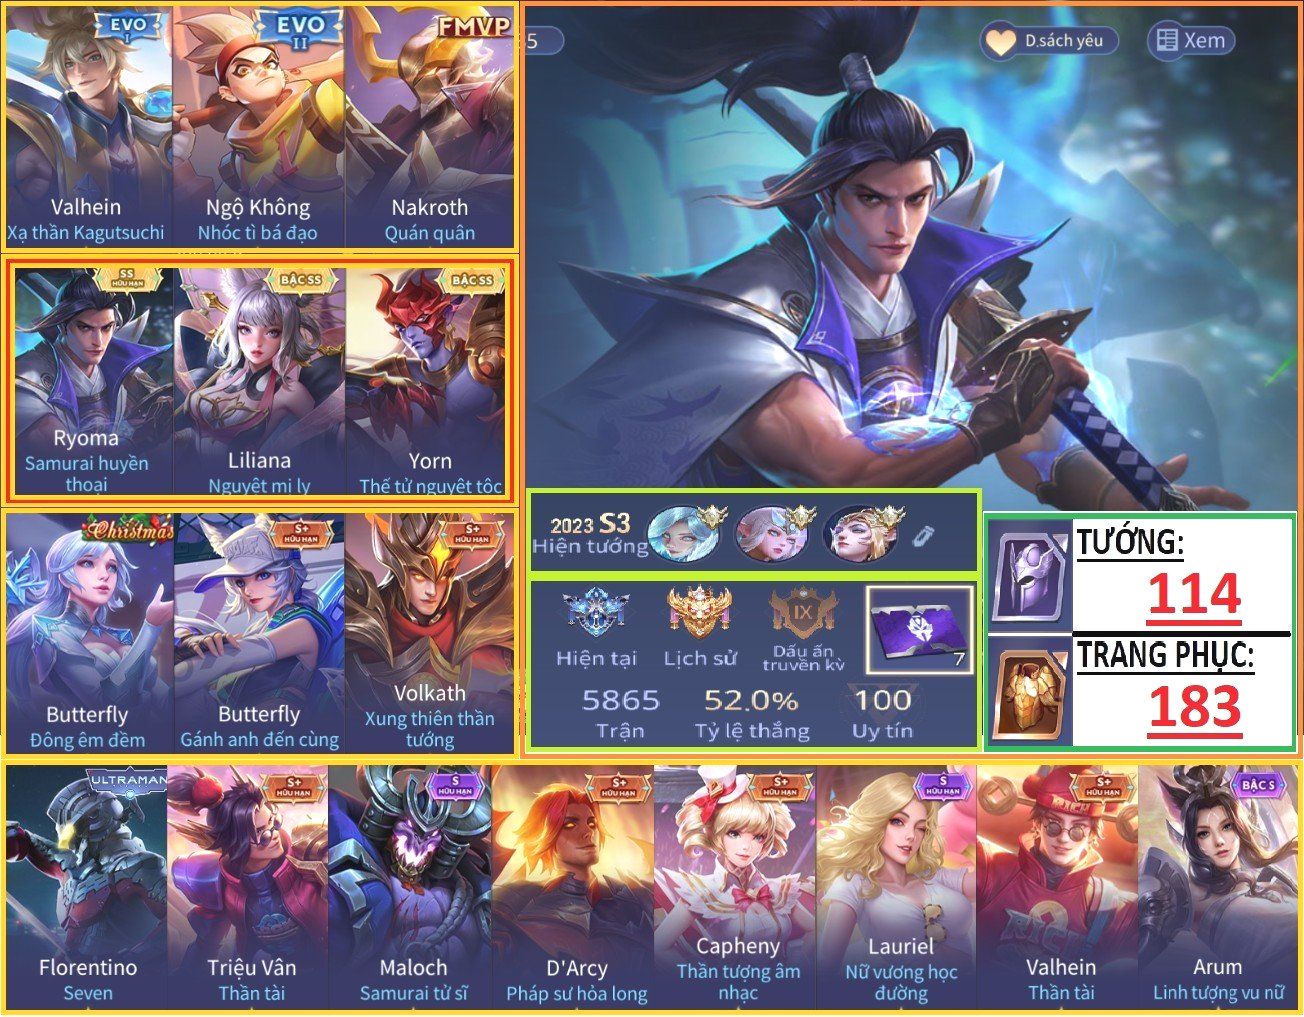 EVO
I
Valhein
Xạ thần Kagutsuchi
EVO
II
Ngộ Không
Nhóc tì bá đạo
FMVP
Nakroth
Quán quân
D.sách yêu
Xem
SS
HỮU HẠN
Ryoma
Samurai huyền
thoại
BẬC SS
Liliana
Nguyệt mị ly
BẬC SS
Yorn
Thế tử nguyệt tộc
Christmas
Butterfly
Đông êm đềm
S+
HỮU HẠN
Butterfly
Gánh anh đến cùng
S+
HỮU HẠN
Volkath
Xung thiên thần
tướng
2023 S3
Hiện tướng
Hiện tại
Lịch sử
IX
Dấu ấn
truyền kỳ
7
5865
Trận
52.0%
Tỷ lệ thắng
100
Uy tín
TƯỚNG:
114
TRANG PHỤC:
183
ULTRAMAN
Florentino
Seven
S+
HỮU HẠN
Triệu Vân
Thần tài
S
HỮU HẠN
Maloch
Samurai tử sĩ
S+
HỮU HẠN
D'Arcy
Pháp sư hỏa long
S+
HỮU HẠN
Capheny
Thần tượng âm
nhạc
S
HỮU HẠN
Lauriel
Nữ vương học
đường
S+
HỮU HẠN
RICH
RICH
Valhein
Thần tài
BẬC S
Arum
Linh tượng vu nữ